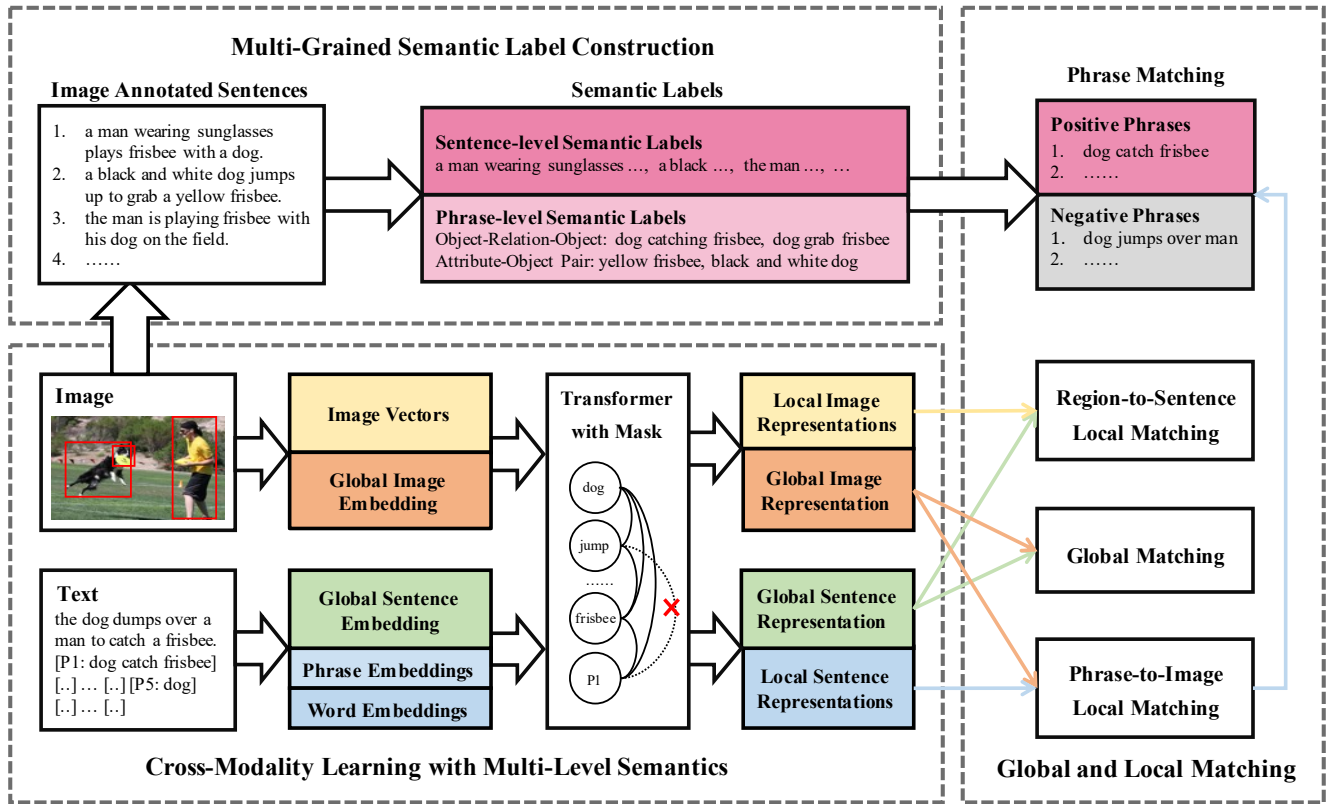 Multi-Grained Semantic Label Construction
Image Annotated Sentences
1. a man wearing sunglasses
plays frisbee with a dog.
2. a black and white dog jumps
up to grab a yellow frisbee.
3. the man is playing frisbee with
his dog on the field.
4. ……
Semantic Labels
Sentence-level Semantic Labels
a man wearing sunglasses …, a black …, the man …, …
Phrase-level Semantic Labels
Object-Relation-Object: dog catching frisbee, dog grab frisbee
Attribute-Object Pair: yellow frisbee, black and white dog
Phrase Matching
Positive Phrases
1. dog catch frisbee
2. ……
Negative Phrases
1. dog jumps over man
2. ……
Image
Image Vectors
Global Image
Embedding
Transformer
with Mask
dog
jump
……
frisbee
P1
Local Image
Representations
Global Image
Representation
Text
the dog dumps over a
man to catch a frisbee.
[P1: dog catch frisbee]
[..] … [..] [P5: dog]
[..] … [..]
Global Sentence
Embedding
Phrase Embeddings
Word Embeddings
Global Sentence
Representation
Local Sentence
Representations
Region-to-Sentence
Local Matching
Global Matching
Phrase-to-Image
Local Matching
Cross-Modality Learning with Multi-Level Semantics
Global and Local Matching